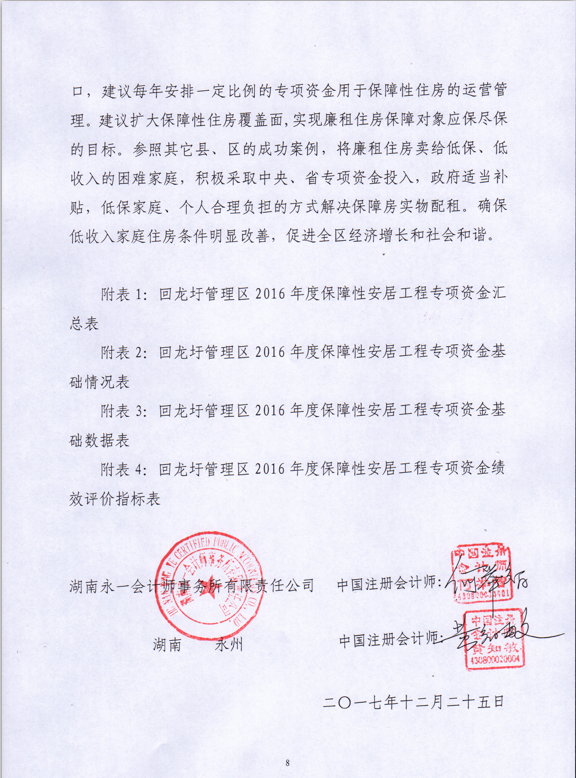 口，建议每年安排一定比例的专项资金用于保障性住房的运营管
理。建议扩大保障性住房覆盖面,实现廉租住房保障对象应保尽保
的目标。参照其它县、区的成功案例，将廉租住房卖给低保、低
收入的困难家庭，积极采取中央、省专项资金投入，政府适当补
贴，低保家庭、个人合理负担的方式解决保障房实物配租。确保
低收入家庭住房条件明显改善，促进全区经济增长和社会和谐。
附表 1：回龙圩管理区 2016 年度保障性安居工程专项资金汇
总表
附表 2：回龙圩管理区 2016 年度保障性安居工程专项资金基
础情况表
附表 3：回龙圩管理区 2016 年度保障性安居工程专项资金基
础数据表
附表 4：回龙圩管理区 2016 年度保障性安居工程专项资金绩
效评价指标表
湖南永一会计师事务所有限责任公司 中国注册会计师:
湖南 永州 中国注册会计师:
中国注册
430800030004
二〇一七年十二月二十五日
8